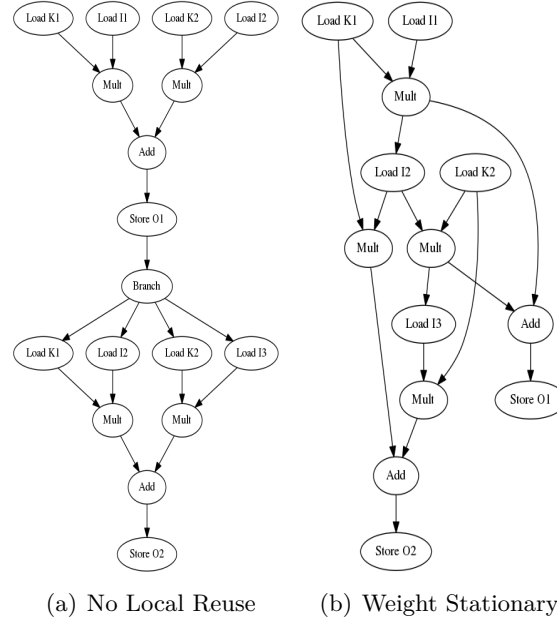 Load K1 Load I1 Load K2 Load I2
Mult Mult
Add
Store O1
Branch
Load K1 Load I2 Load K2 Load I3
Mult Mult
Add
Store O2
(a) No Local Reuse
Load K1 Load I1
Mult
Load I2 Load K2
Mult Mult
Load I3 Add
Mult Store O1
Add
Store O2
(b) Weight Stationary